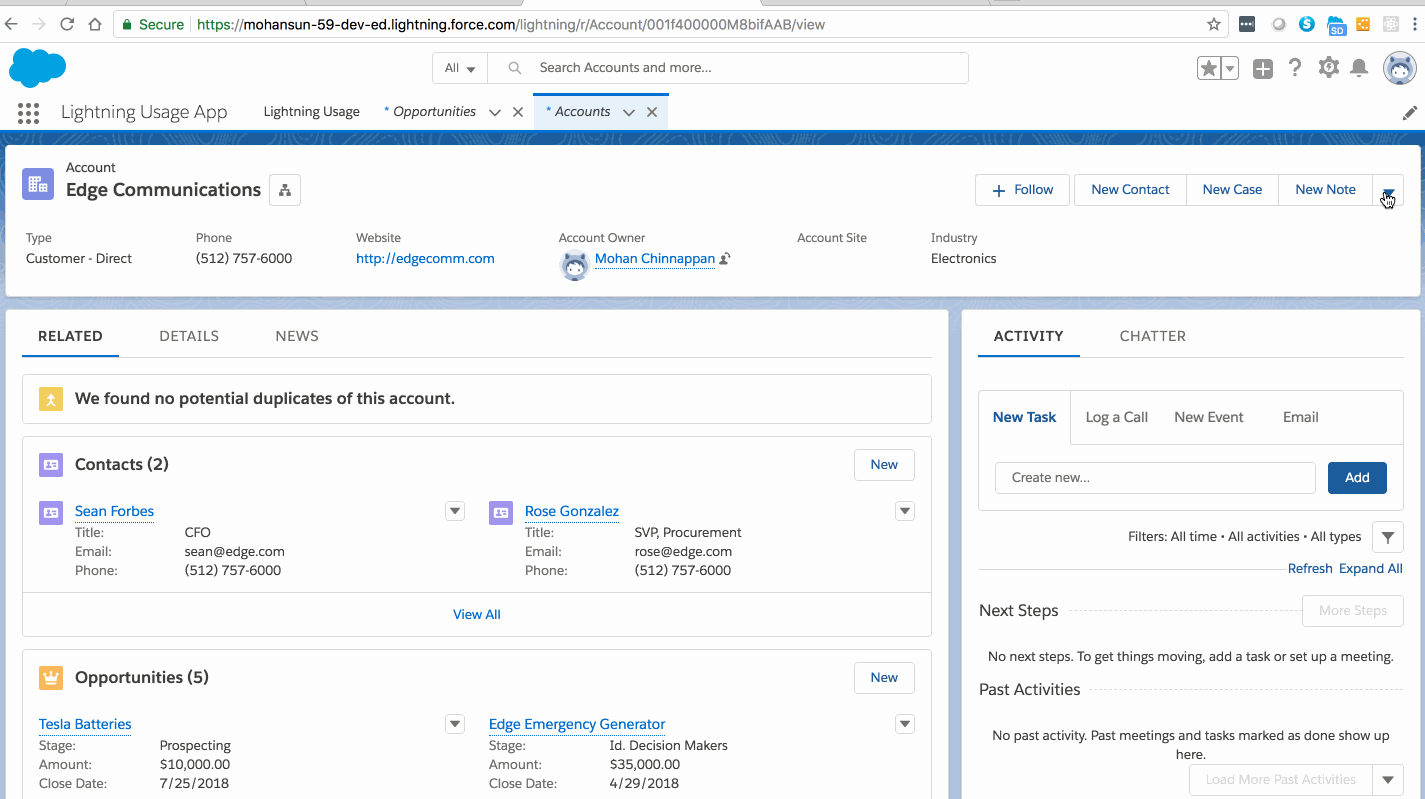 Secure https://mohansun-59-dev-ed.lightning.force.com/lightning/r/Account/001f400000M8bifAAB/view
SD
All Search Accounts and more...
Lightning Usage App Lightning Usage * Opportunities * Accounts
Account
Edge Communications
Follow New Contact New Case New Note
Type Phone Website Account Owner Account Site Industry
Customer - Direct (512) 757-6000 http://edgecomm.com Mohan Chinnappan Electronics
RELATED DETAILS NEWS
We found no potential duplicates of this account.
Contacts (2) New
Sean Forbes
Title: CFO
Email: sean@edge.com
Phone: (512) 757-6000
Rose Gonzalez
Title: SVP, Procurement
Email: rose@edge.com
Phone: (512) 757-6000
View All
Opportunities (5) New
Tesla Batteries
Stage: Prospecting
Amount: $10,000.00
Close Date: 7/25/2018
Edge Emergency Generator
Stage: Id. Decision Makers
Amount: $35,000.00
Close Date: 4/29/2018
ACTIVITY CHATTER
New Task Log a Call New Event Email
Create new... Add
Filters: All time • All activities • All types
Refresh Expand All
Next Steps More Steps
No next steps. To get things moving, add a task or set up a meeting.
Past Activities
No past activity. Past meetings and tasks marked as done show up
here.
Load More Past Activities